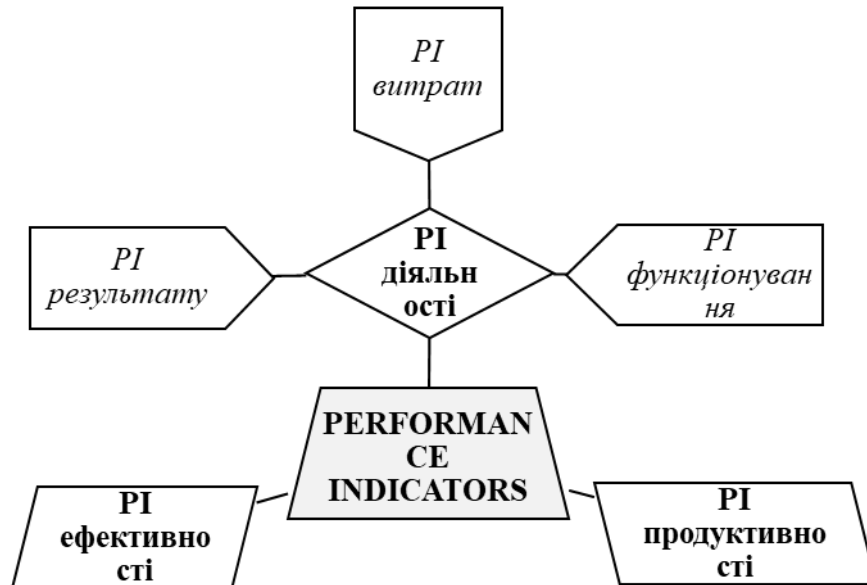 PI
витрат
PI
результату
PI
діяльн
ості
PI
функціонуван
ня
PERFORMAN
CE
INDICATORS
PI
ефективно
сті
PI
продуктивно
сті